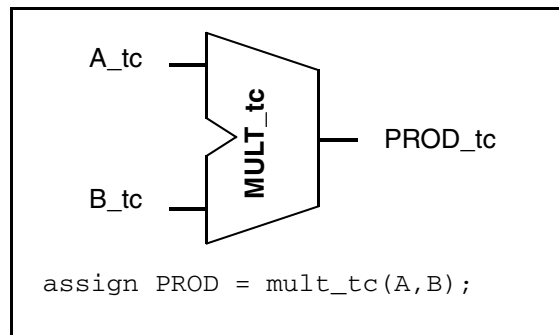 A_tc
MULT_tc
PROD_tc
B_tc
assign PROD = mult_tc(A,B);